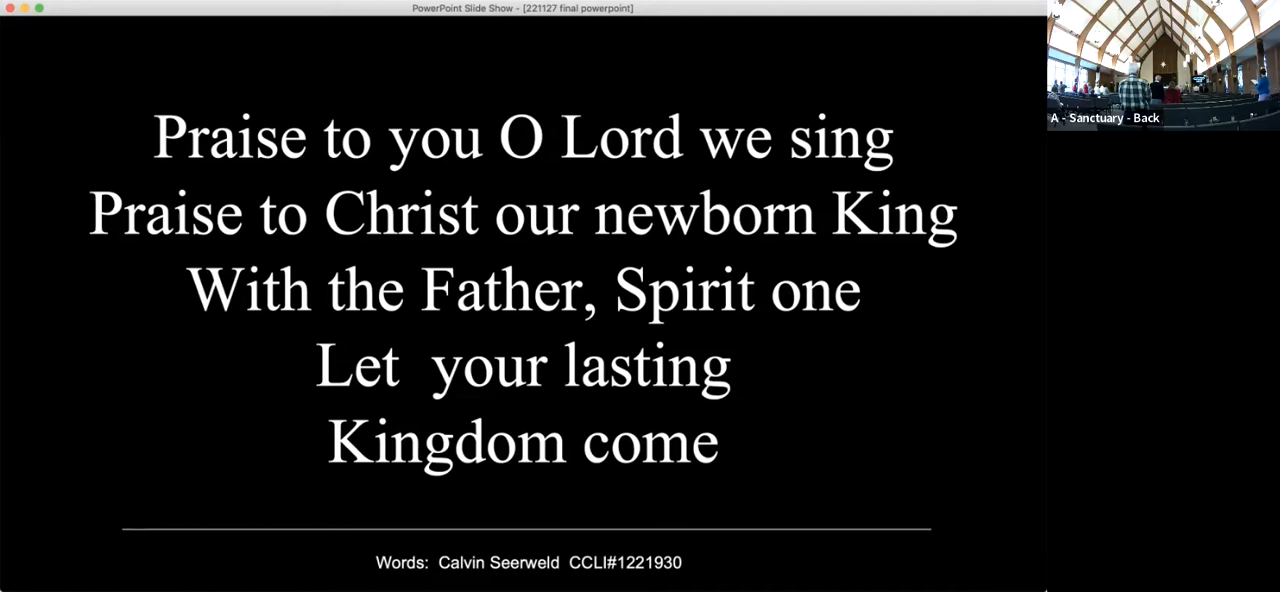 PowerPoint Slide Show - [221127 final powerpoint]
Praise to you O Lord we sing
Praise to Christ our newborn King
With the Father, Spirit one
Let  your lasting
Kingdom come
Words:  Calvin Seerweld  CCLI#1221930
A - Sanctuary - Back